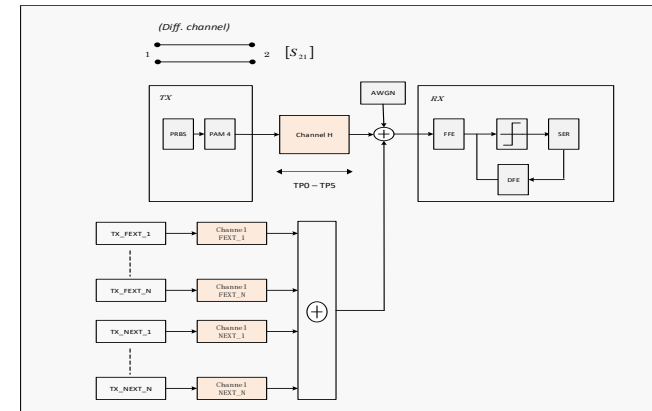 (Diff. channel)
1 2 [S21]
TX
AWGN
RX
PRBS PAM 4 Channel H FFE SER
DFE
TP0 – TP5
TX_FEXT_1 Channel
FEXT_1
TX_FEXT_N Channel
FEXT_N
TX_NEXT_1 Channel
NEXT_1
TX_NEXT_N Channel
NEXT_N